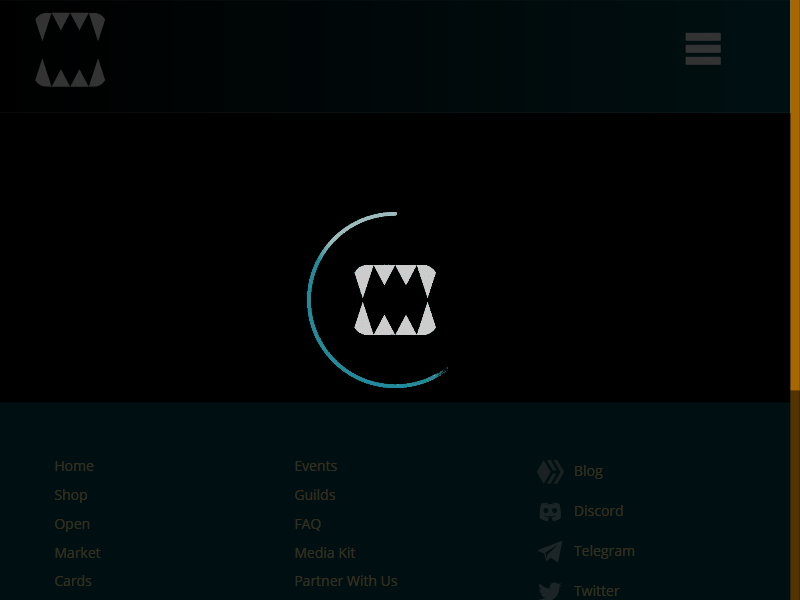 Home
Shop
Open
Market
Cards
Events
Guilds
FAQ
Media Kit
Partner With Us
Blog
Discord
Telegram
Twitter